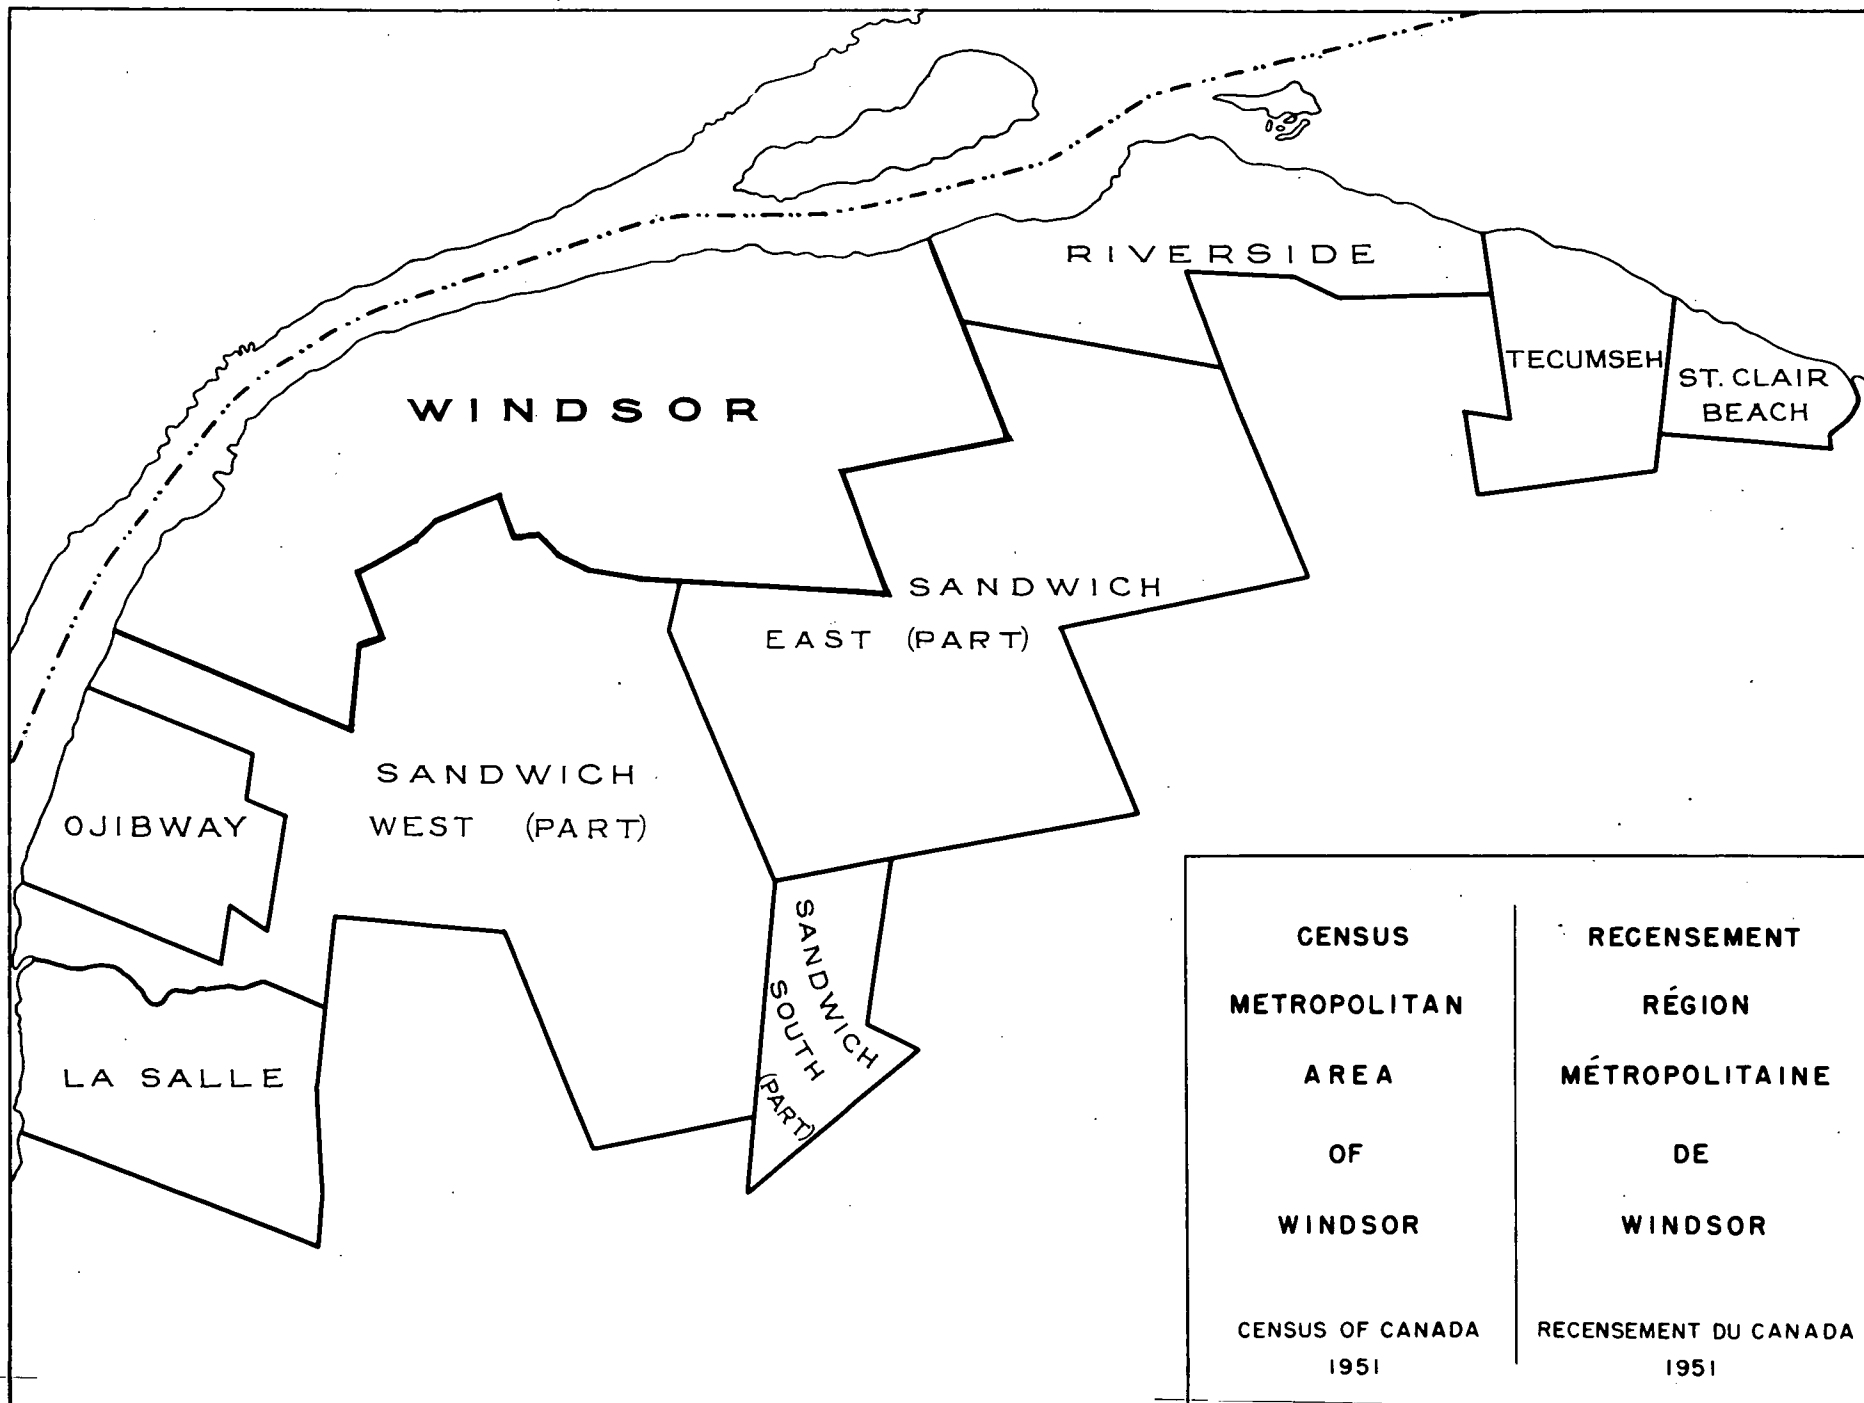 RIVERSIDE
TECUMSEH
ST. CLAIR
BEACH
WINDSOR
SANDWICH
EAST (PART)
SANDWICH
WEST (PART)
OJIBWAY
LA SALLE
SANDWICH
SOUTH
(PART)
CENSUS
METROPOLITAN
AREA
OF
WINDSOR
CENSUS OF CANADA
1951
RECENSEMENT
RÉGION
MÉTROPOLITAINE
DE
WINDSOR
RECENSEMENT DU CANADA
1951